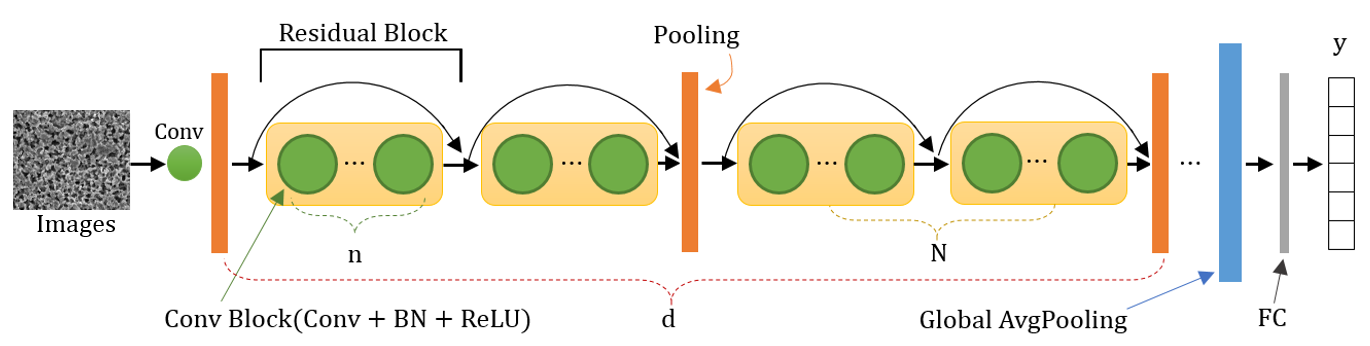 Residual Block
Pooling
y
Conv
...
...
...
...
...
Images
n
N
Conv Block(Conv + BN + ReLU)
d
Global AvgPooling
FC